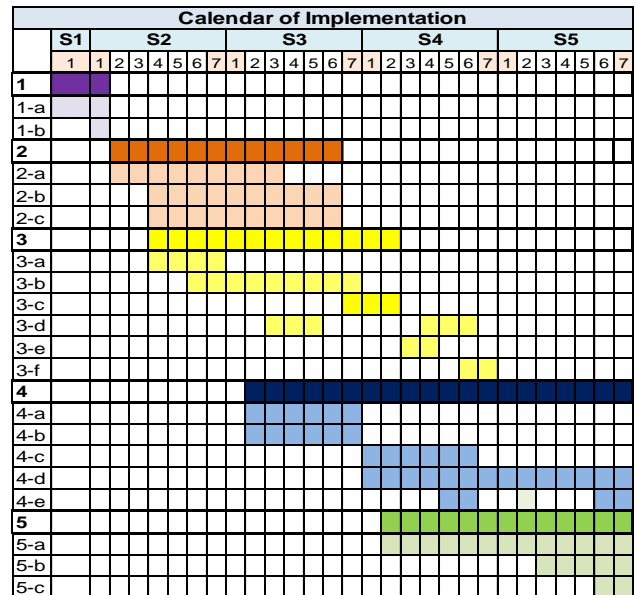 Calendar of Implementation
S1 S2 S3 S4 S5
1 1 2 3 4 5 6 7 1 2 3 4 5 6 7 1 2 3 4 5 6 7 1 2 3 4 5 6 7
1
1-a
1-b
2
2-a
2-b
2-c
3
3-a
3-b
3-c
3-d
3-e
3-f
4
4-a
4-b
4-c
4-d
4-e
5
5-a
5-b
5-c